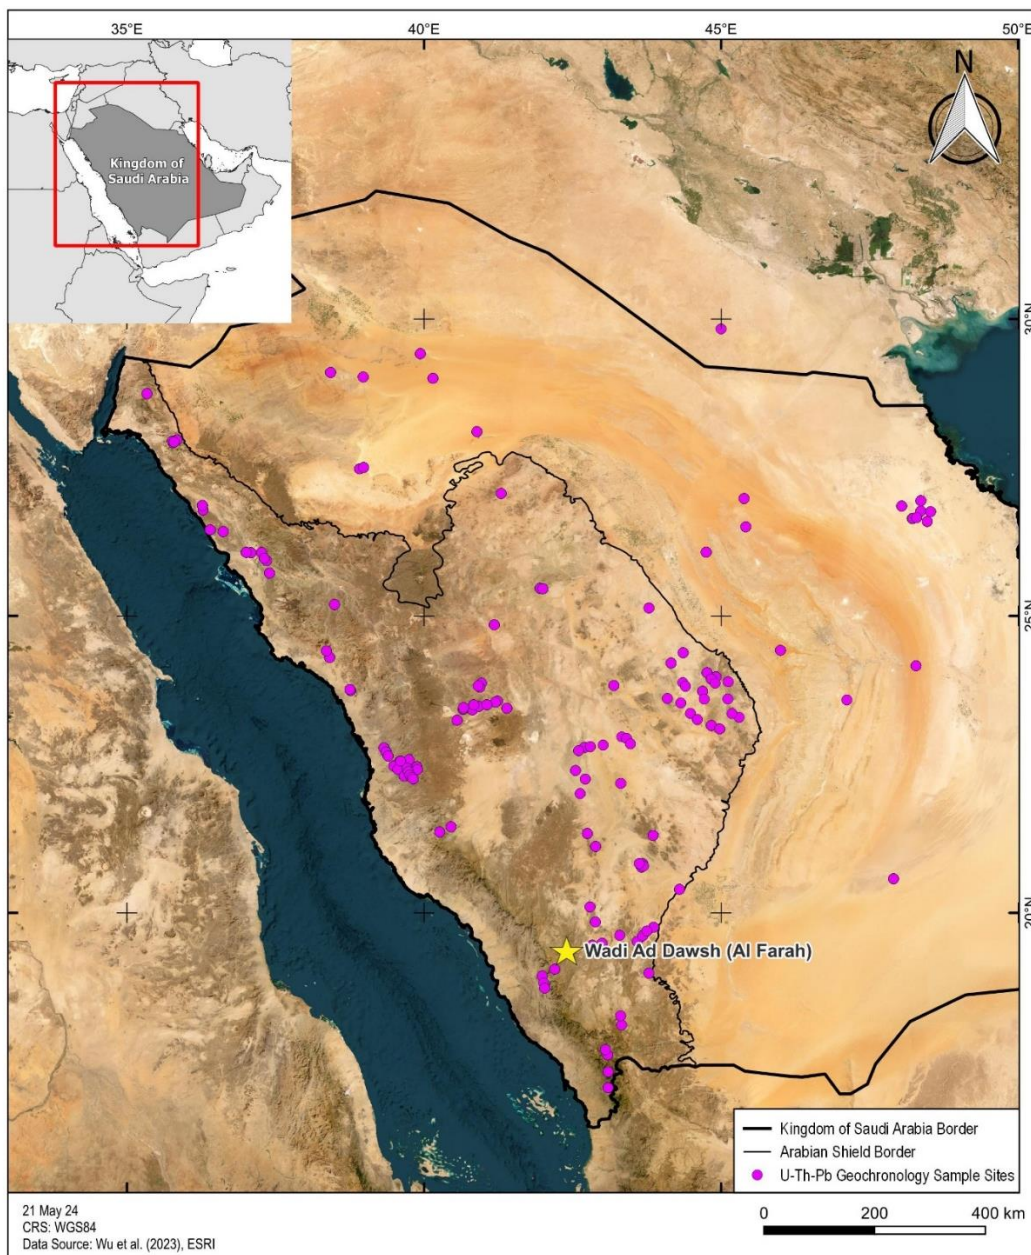 35°E 40°E 45°E 50°E
N
Kingdom of
Saudi Arabia
30°N
25°N
20°N
Wadi Ad Dawsh (Al Farah)
Kingdom of Saudi Arabia Border
Arabian Shield Border
U-Th-Pb Geochronology Sample Sites
21 May 24
CRS: WGS84
Data Source: Wu et al. (2023), ESRI
0 200 400 km